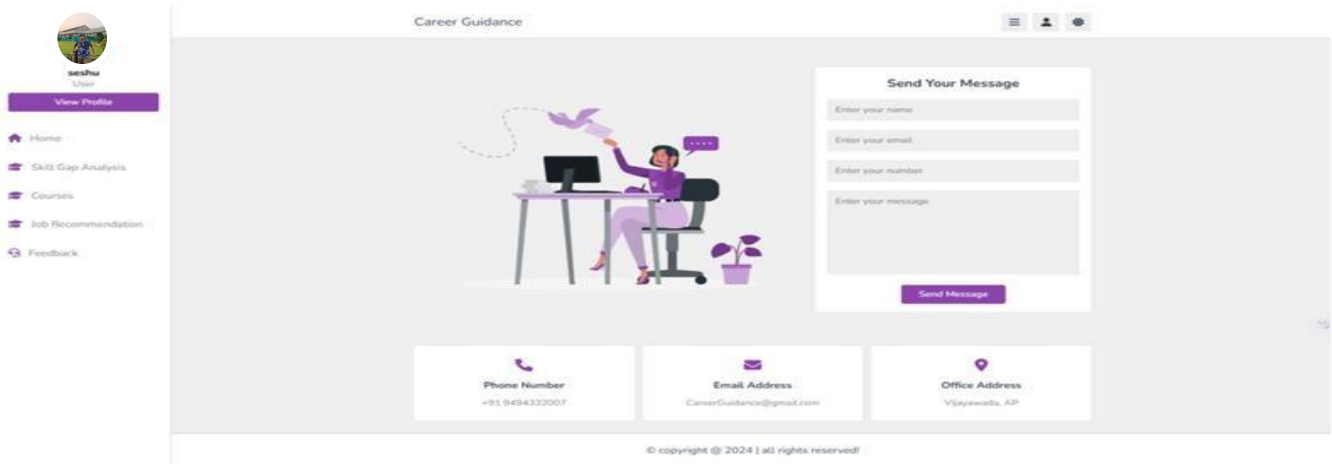 seshu
User
View Profile
Home
Skill Gap Analysis
Courses
Job Recommendation
Feedback
Career Guidance
Send Your Message
Enter your name
Enter your email
Enter your number
Enter your message
Send Message
Phone Number
+91 9494332007
Email Address
CareerGuidance@gmail.com
Office Address
Vijayawada, AP
© copyright @ 2024 | all rights reserved!